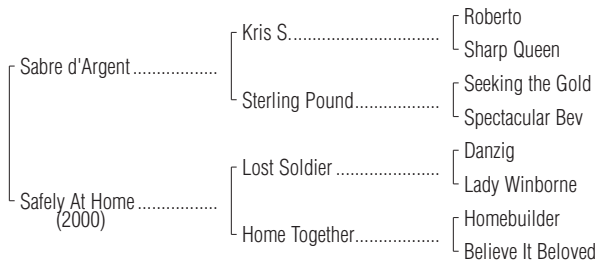 Roberto
Kris S.
Sharp Queen
Sabre d'Argent
Seeking the Gold
Sterling Pound
Spectacular Bev
Danzig
Lost Soldier
Lady Winborne
Safely At Home
(2000)
Homebuilder
Home Together
Believe It Beloved